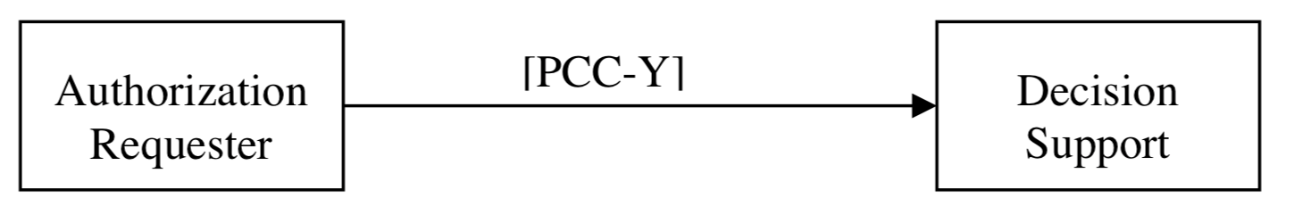 Authorization
Requester
⌈PCC-Y⌉
Decision
Support